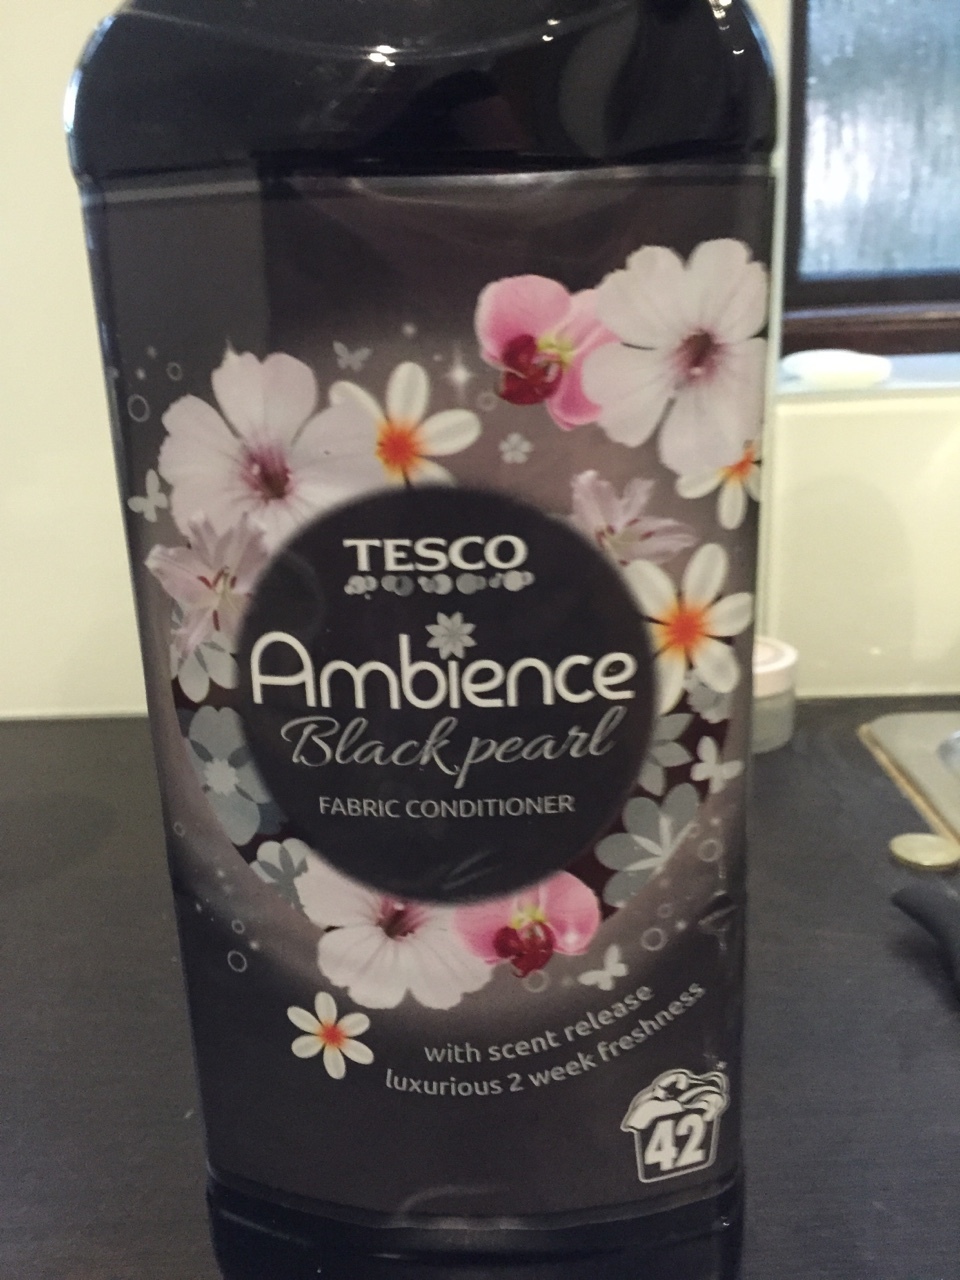 TESCO
Ambience
Black pearl
FABRIC CONDITIONER
with scent release
luxurious 2 week freshness
42